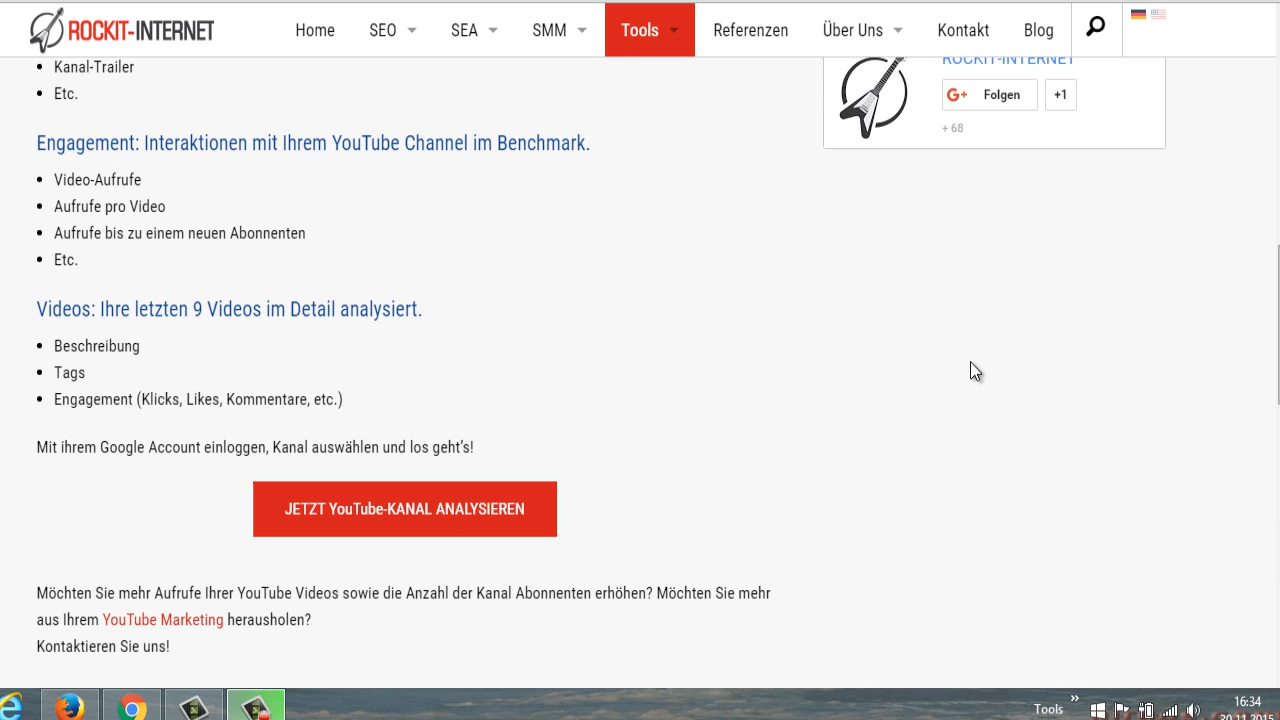 ROCKIT-INTERNET
Home SEO SEA SMM Tools Referenzen Über Uns Kontakt Blog
Kanal-Trailer
Etc.
ROCKIT-INTERNET
Folgen +1
+ 68
Engagement: Interaktionen mit Ihrem YouTube Channel im Benchmark.
Video-Aufrufe
Aufrufe pro Video
Aufrufe bis zu einem neuen Abonnenten
Etc.
Videos: Ihre letzten 9 Videos im Detail analysiert.
Beschreibung
Tags
Engagement (Klicks, Likes, Kommentare, etc.)
Mit ihrem Google Account einloggen, Kanal auswählen und los geht's!
JETZT YouTube-KANAL ANALYSIEREN
Möchten Sie mehr Aufrufe Ihrer YouTube Videos sowie die Anzahl der Kanal Abonnenten erhöhen? Möchten Sie mehr
aus Ihrem YouTube Marketing herausholen?
Kontaktieren Sie uns!
Tools
16:34